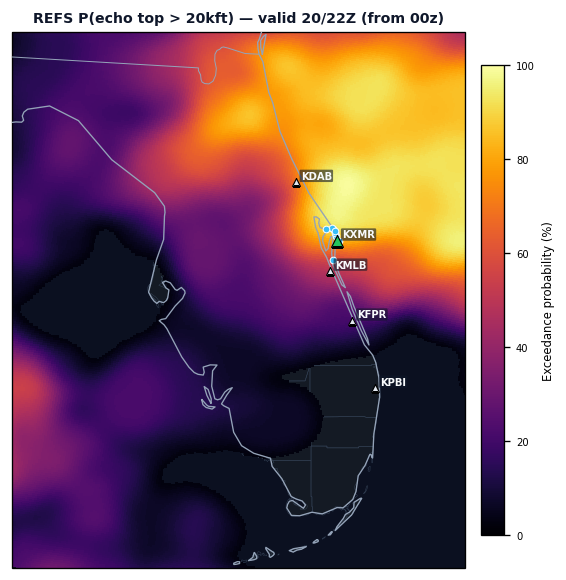 REFS P(echo top > 20kft) — valid 20/22Z (from 00z)
KDAB
KXMR
KMLB
KFPR
KPBI
100
80
60
40
20
0
Exceedance probability (%)